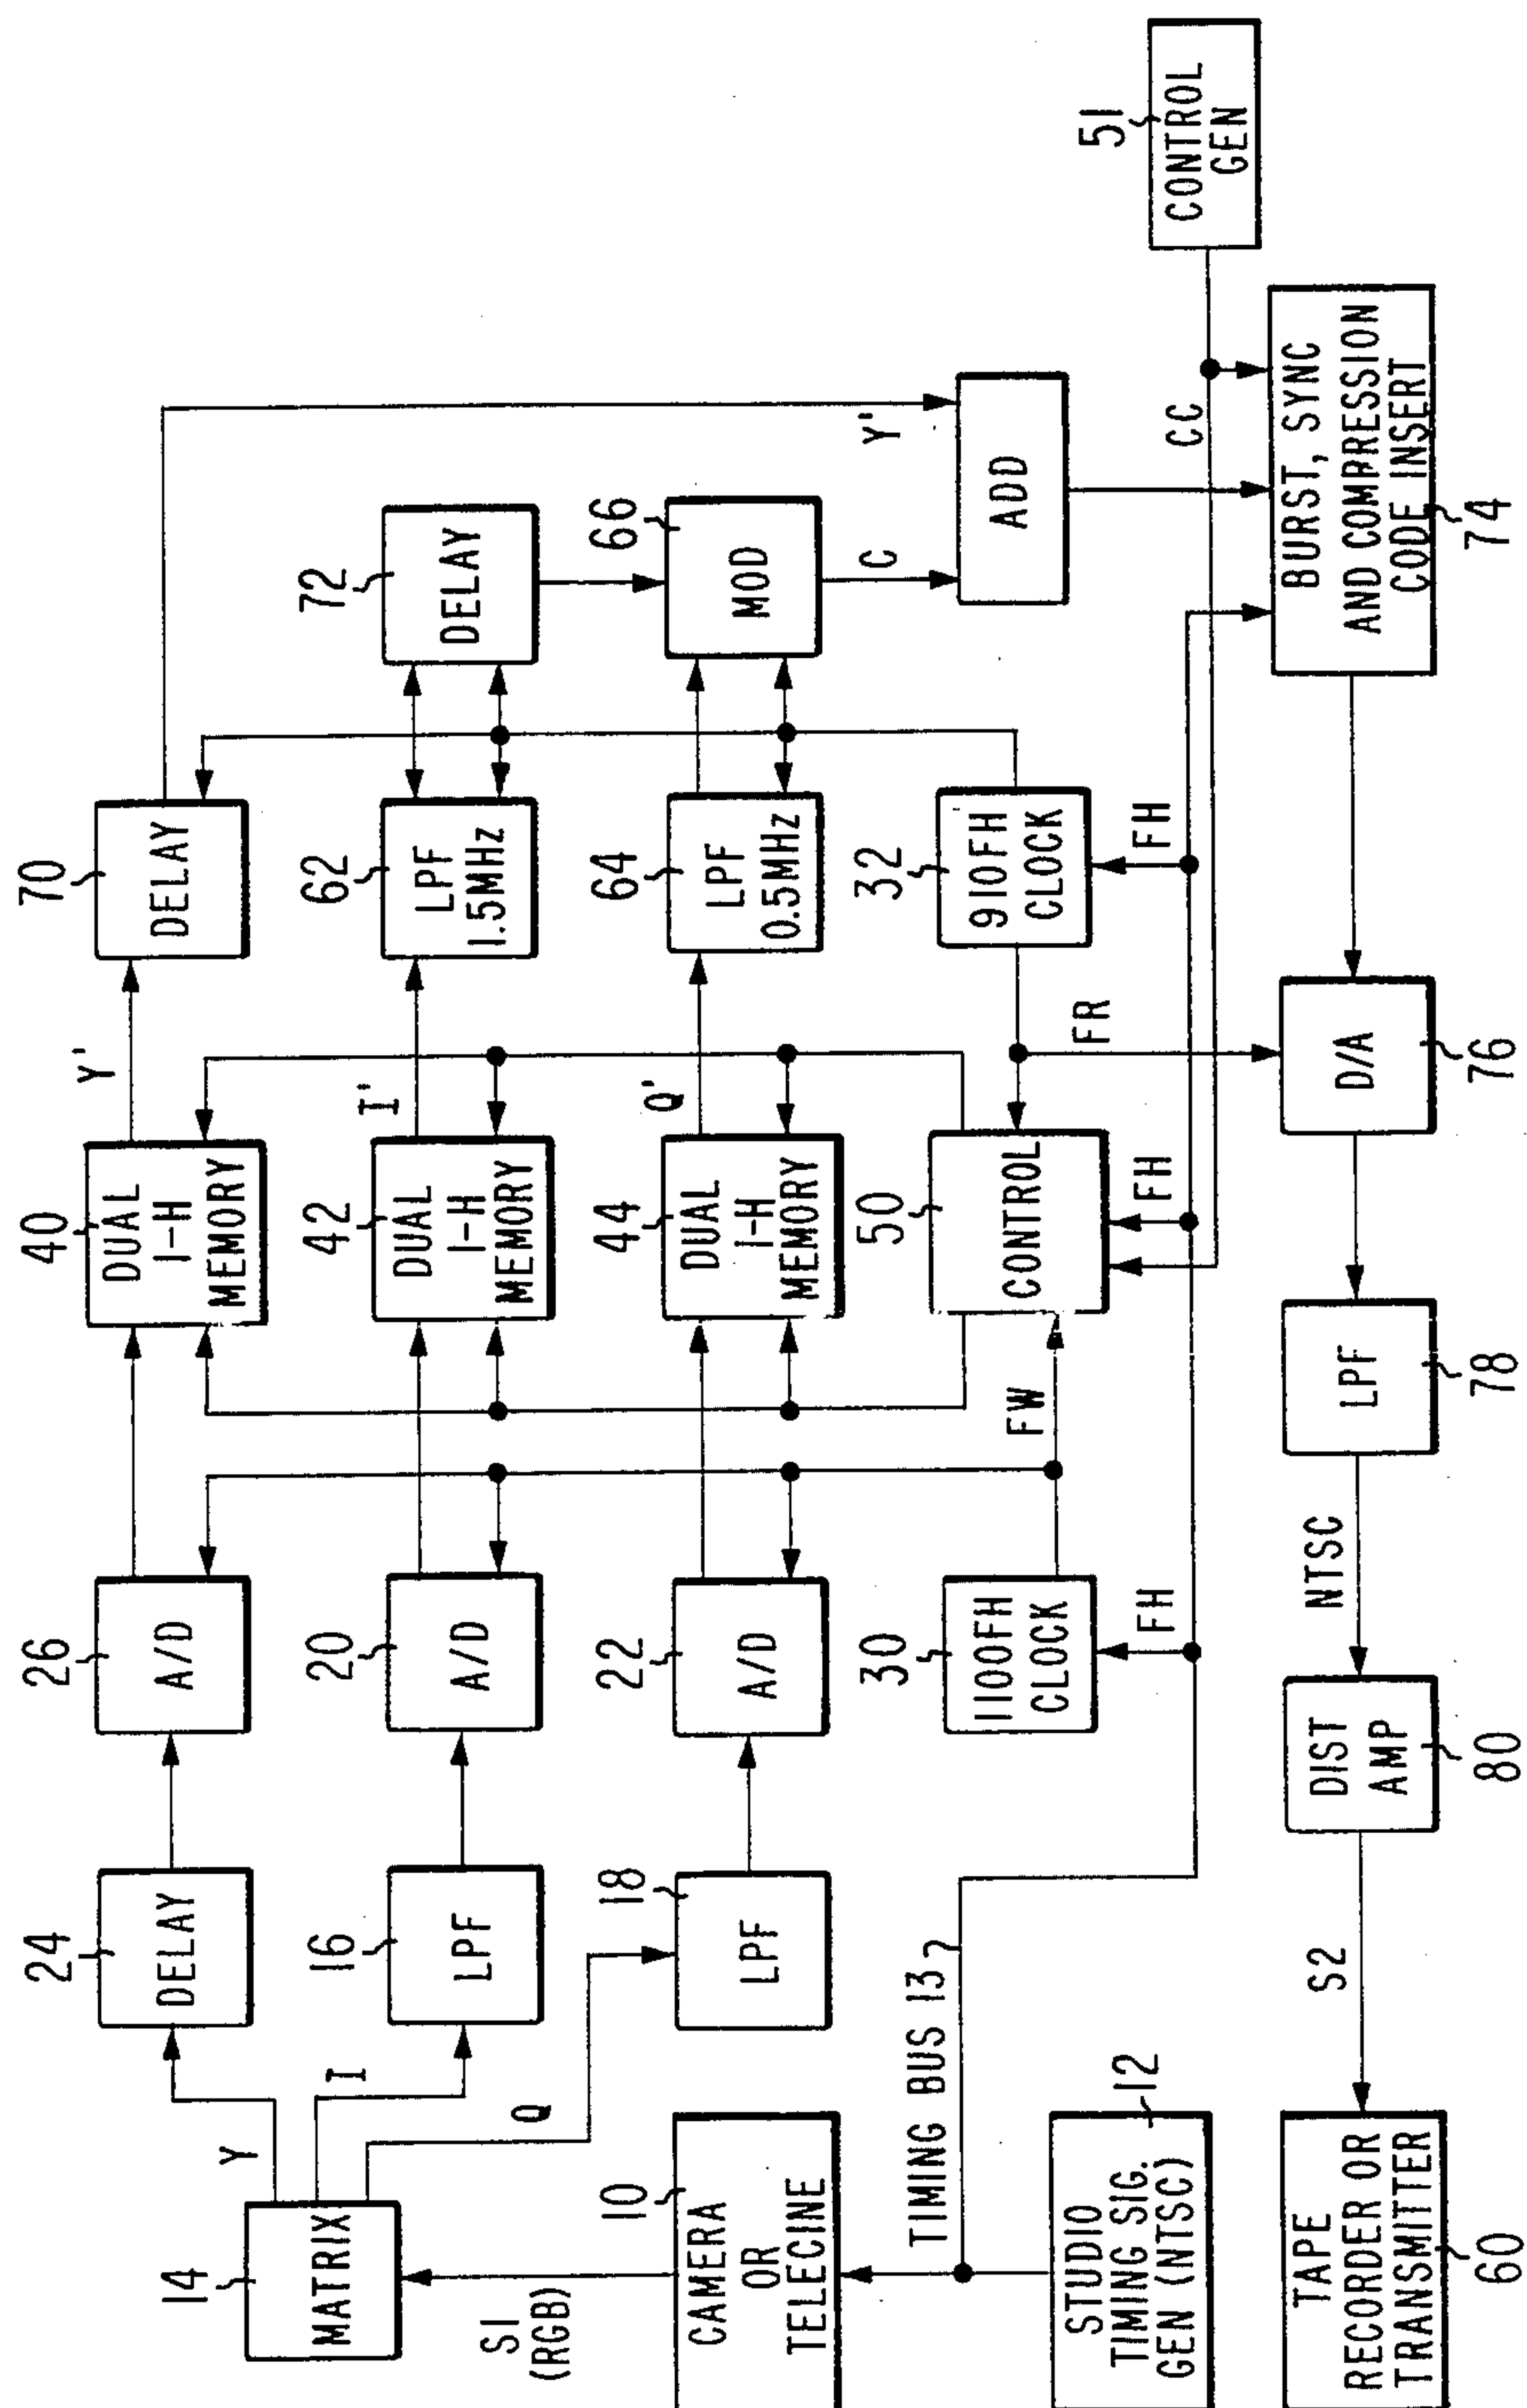 14
MATRIX
Y
I
Q
24
DELAY
26
A/D
40
DUAL
1-H
MEMORY
Y'
70
DELAY
16
LPF
20
A/D
42
DUAL
1-H
MEMORY
I'
62
LPF
1.5MHz
72
DELAY
18
LPF
22
A/D
44
DUAL
1-H
MEMORY
Q'
64
LPF
0.5MHz
66
MOD
C
Y'
ADD
S1
(RGB)
10
CAMERA
OR
TELECINE
TIMING BUS 13
30
1100FH
CLOCK
FH
FW
50
CONTROL
FH
FR
32
910FH
CLOCK
FH
CC
51
CONTROL
GEN
12
STUDIO
TIMING SIG.
GEN (NTSC)
TAPE
RECORDER OR
TRANSMITTER
60
S2
DIST
AMP
80
NTSC
LPF
78
D/A
76
BURST, SYNC
AND COMPRESSION
CODE INSERT
74